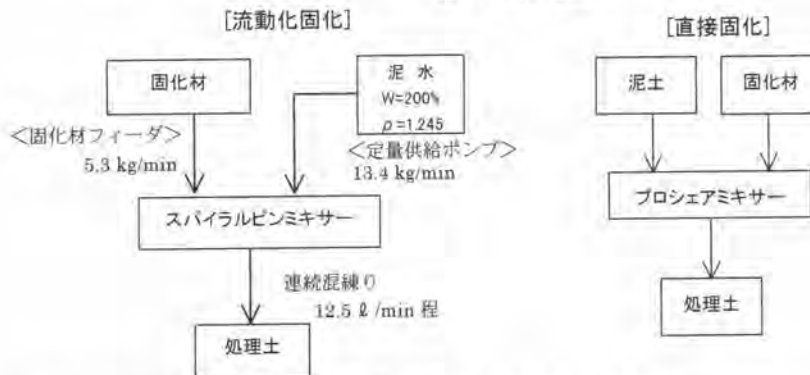 [流動化固化]
固化材
泥 水
W=200%
ρ=1.245
<固化材フィーダ>
5.3 kg/min
<定量供給ポンプ>
13.4 kg/min
スパイラルピンミキサー
連続混練り
12.5 ℓ/min 程
処理土
[直接固化]
泥土
固化材
プロシェアミキサー
処理土